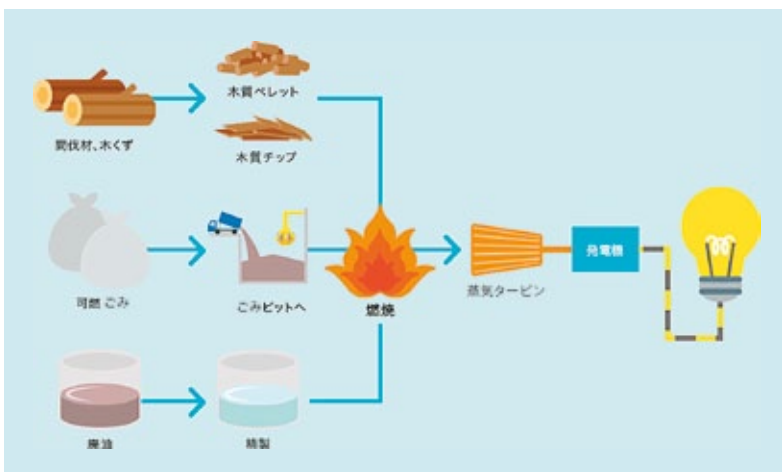 木質ペレット
間伐材、木くず
木質チップ
可燃ごみ
ごみピットへ
燃焼
蒸気タービン
発電機
廃油
精製